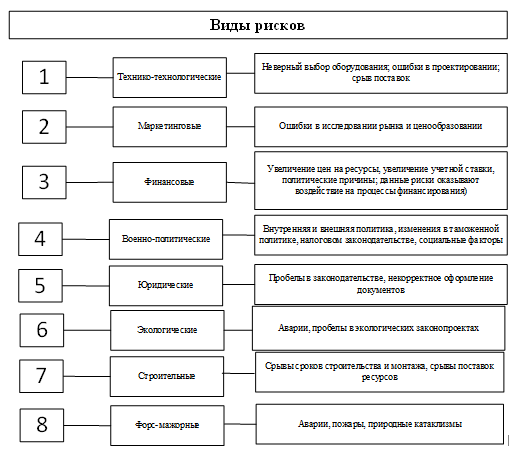 Виды рисков
1
Технико-технологические
Неверный выбор оборудования; ошибки в проектировании;
срыв поставок
2
Маркетинговые
Ошибки в исследовании рынка и ценообразовании
3
Финансовые
Увеличение цен на ресурсы, увеличение учетной ставки,
политические причины; данные риски оказывают
воздействие на процессы финансирования)
4
Военно-политические
Внутренняя и внешняя политика, изменения в таможенной
политике, налоговом законодательстве, социальные факторы
5
Юридические
Пробелы в законодательстве, некорректное оформление
документов
6
Экологические
Аварии, пробелы в экологических законопроектах
7
Строительные
Срывы сроков строительства и монтажа, срывы поставок
ресурсов
8
Форс-мажорные
Аварии, пожары, природные катаклизмы